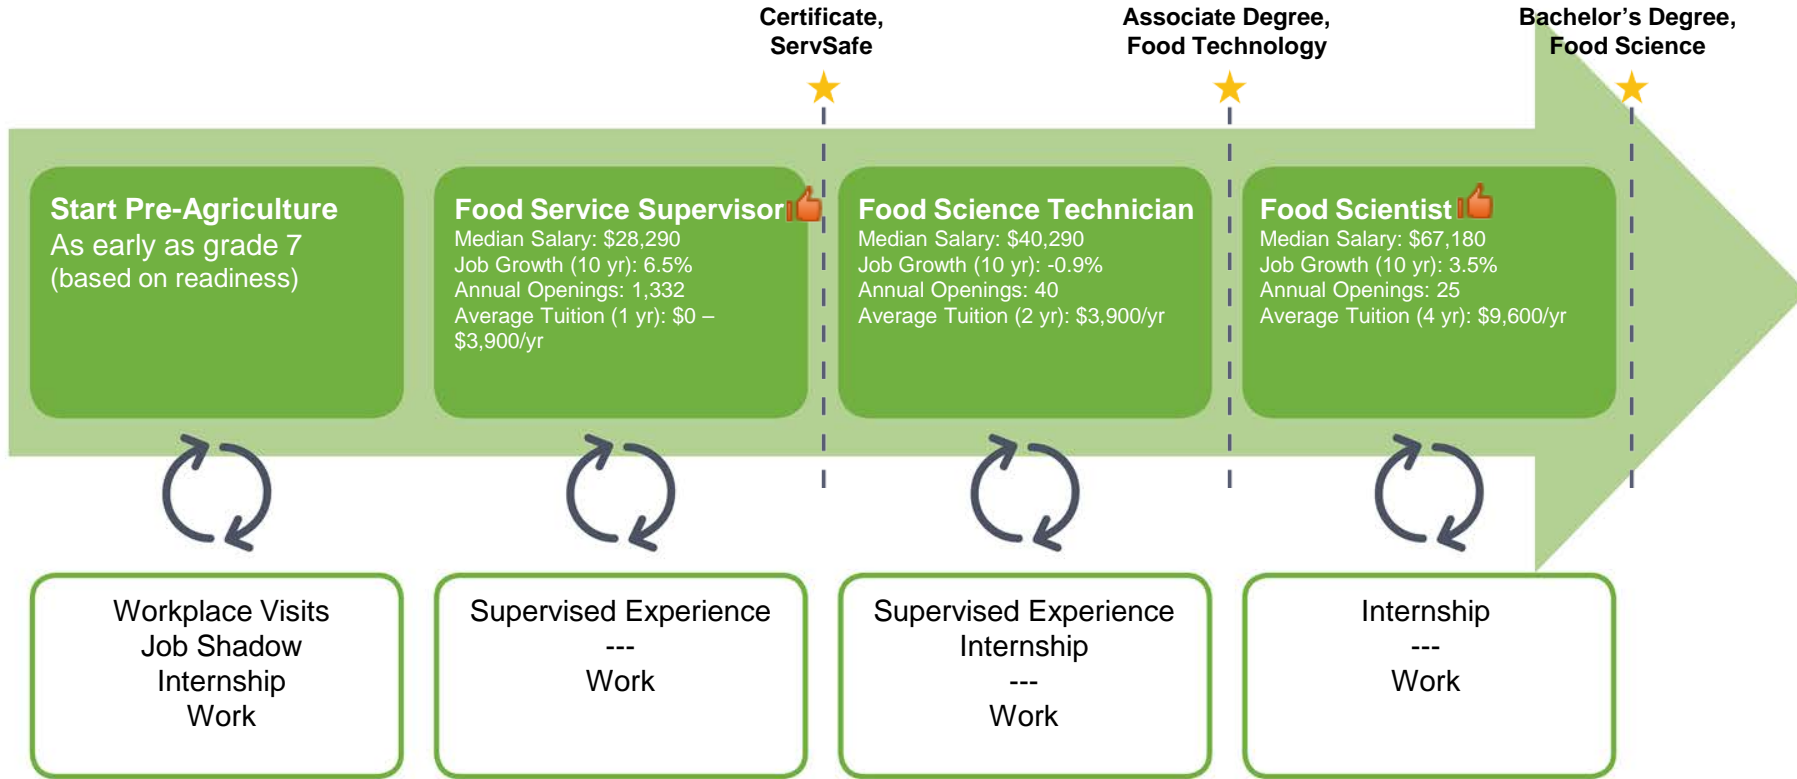 Certificate,
ServSafe
Associate Degree,
Food Technology
Bachelor's Degree,
Food Science
Start Pre-Agriculture
As early as grade 7
(based on readiness)
Food Service Supervisor
Median Salary: $28,290
Job Growth (10 yr): 6.5%
Annual Openings: 1,332
Average Tuition (1 yr): $0 –
$3,900/yr
Food Science Technician
Median Salary: $40,290
Job Growth (10 yr): -0.9%
Annual Openings: 40
Average Tuition (2 yr): $3,900/yr
Food Scientist
Median Salary: $67,180
Job Growth (10 yr): 3.5%
Annual Openings: 25
Average Tuition (4 yr): $9,600/yr
Workplace Visits
Job Shadow
Internship
Work
Supervised Experience
---
Work
Supervised Experience
Internship
---
Work
Internship
---
Work